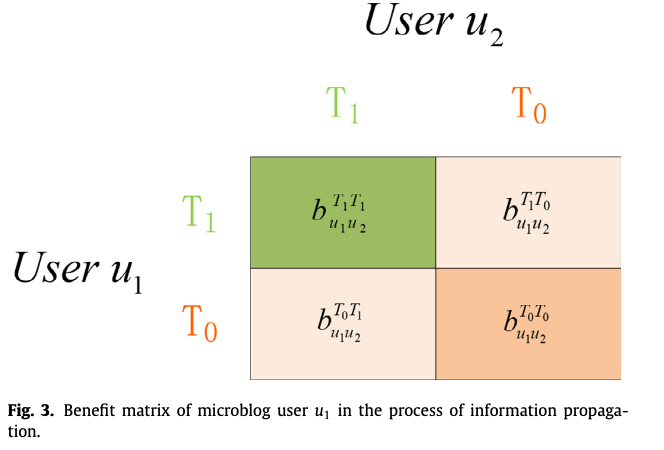 User u₂
T₁ T₀
T₁ b^{T₁T₁}_{u₁u₂} b^{T₁T₀}_{u₁u₂}
User u₁
T₀ b^{T₀T₁}_{u₁u₂} b^{T₀T₀}_{u₁u₂}
Fig. 3. Benefit matrix of microblog user u₁ in the process of information propaga-
tion.